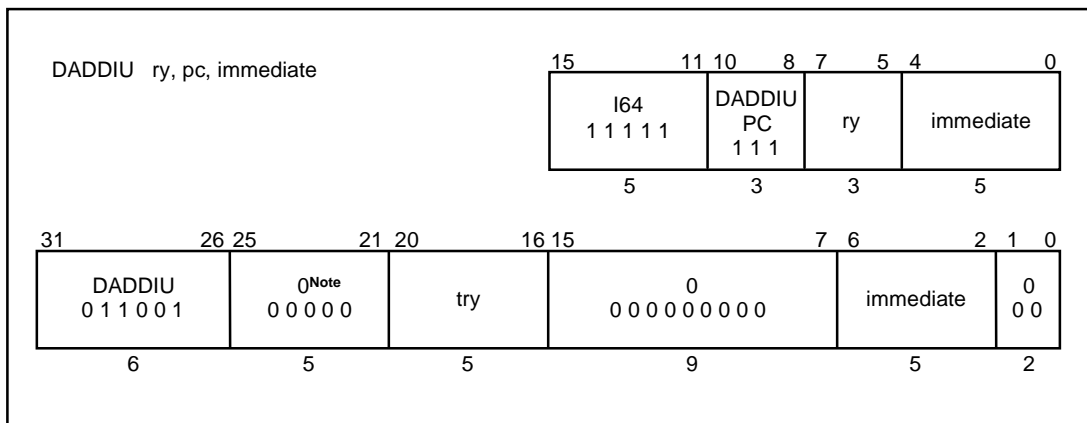 DADDIU ry, pc, immediate
15 11 10 8 7 5 4 0
I64 DADDIU ry immediate
1 1 1 1 1 PC
1 1 1
5 3 3 5
31 26 25 21 20 16 15 7 6 2 1 0
DADDIU 0Note try 0 immediate 0
0 1 1 0 0 1 0 0 0 0 0 0 0 0 0 0 0 0 0 0 0 0
6 5 5 9 5 2